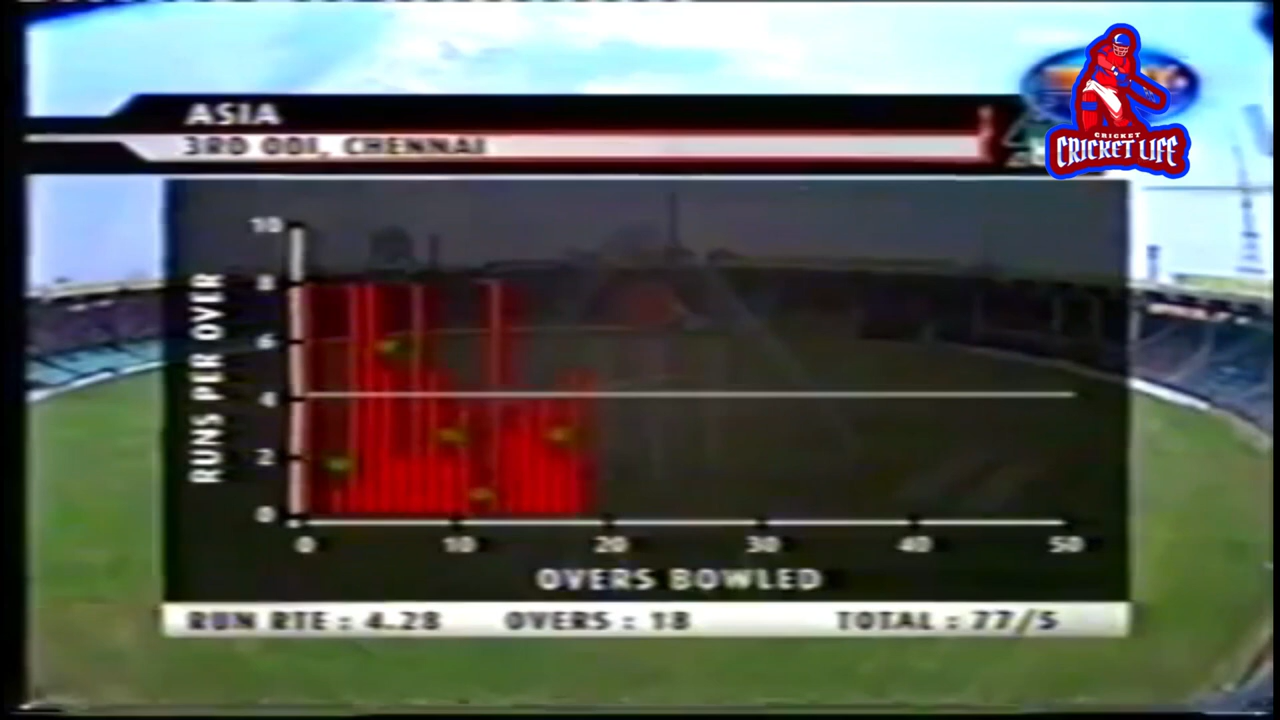 ASIA
3RD ODI, CHENNAI
CRICKET
CRICKET LIFE
RUNS PER OVER
10
8
6
4
2
0
0 10 20 30 40 50
OVERS BOWLED
RUN RTE : 4.28 OVERS : 18 TOTAL : 77/5